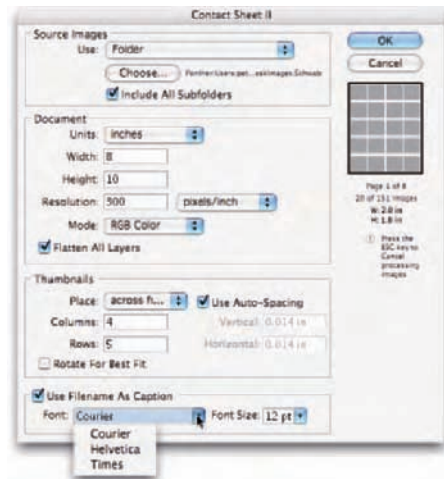 Contact Sheet II
Source Images
Use: Folder
Choose...
Include All Subfolders
Document
Units: inches
Width: 8
Height: 10
Resolution: 300 pixels/inch
Mode: RGB Color
Flatten All Layers
Thumbnails
Place: across f... Use Auto-Spacing
Columns: 4 Vertical: 0.014 in
Rows: 5 Horizontal: 0.014 in
Rotate For Best Fit
Use Filename As Caption
Font: Courier Font Size: 12 pt
Courier
Helvetica
Times
OK
Cancel
Page 1 of 8
20 of 151 images
W: 2.0 in
H: 1.8 in
Press the
ESC key to
Cancel
processing
images